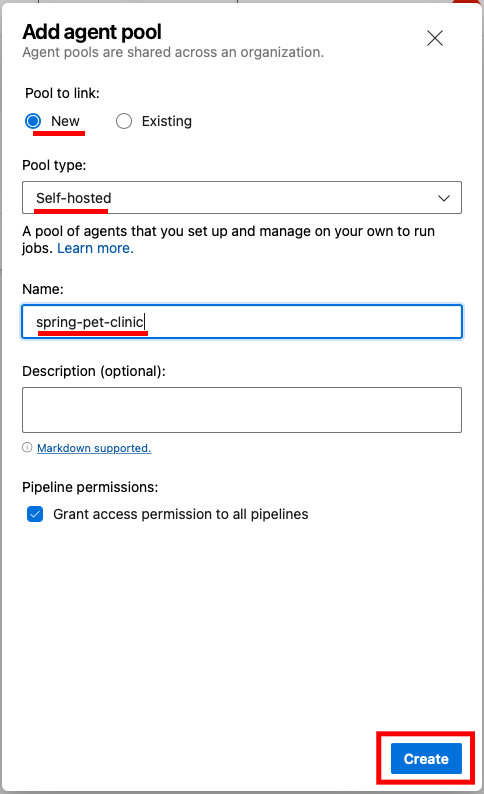 Add agent pool
Agent pools are shared across an organization.
Pool to link:
New
Existing
Pool type:
Self-hosted
A pool of agents that you set up and manage on your own to run
jobs. Learn more.
Name:
spring-pet-clinic
Description (optional):
Markdown supported.
Pipeline permissions:
Grant access permission to all pipelines
Create